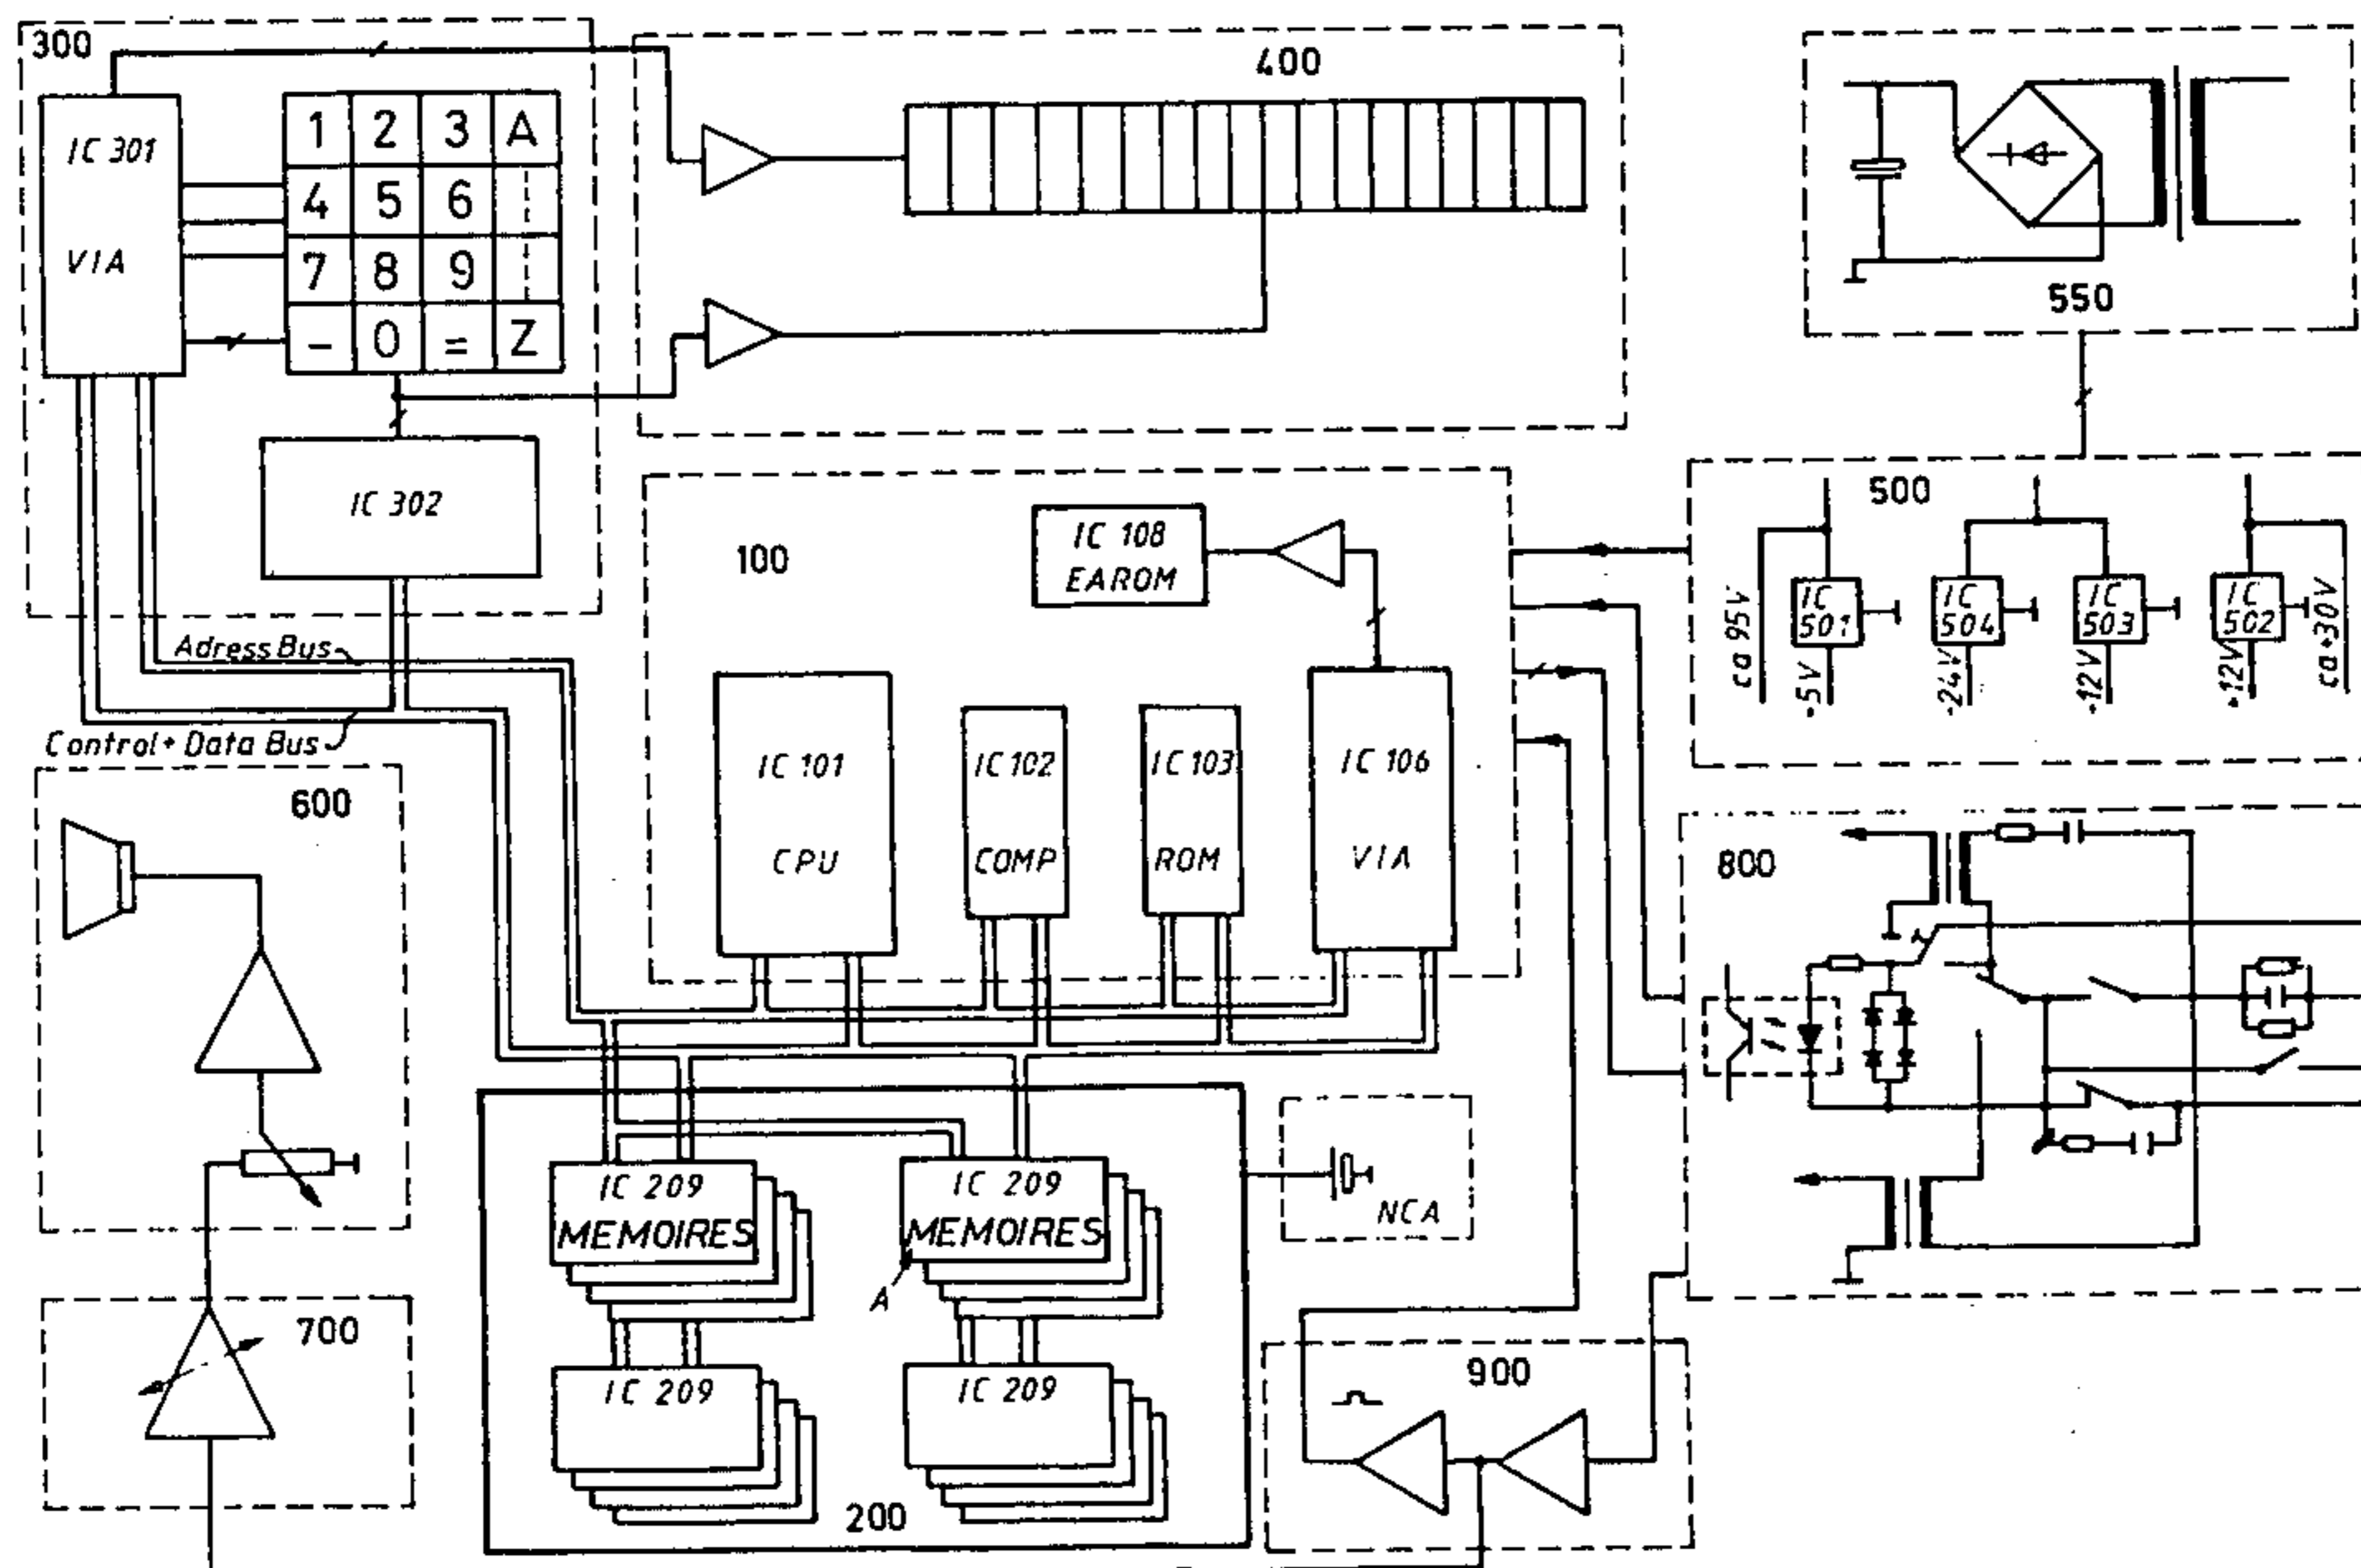 300
IC 301
VIA
1 2 3 A
4 5 6
7 8 9
- 0 = Z
IC 302
400
550
100
IC 108
EAROM
IC 101
CPU
IC 102
COMP
IC 103
ROM
IC 106
VIA
500
ca 95V
IC
501
IC
504
IC
503
IC
502
ca+30V
-24V
+12V
Adress Bus
Control + Data Bus
600
700
800
IC 209
MEMOIRES
IC 209
MEMOIRES
A
IC 209
IC 209
200
NCA
900